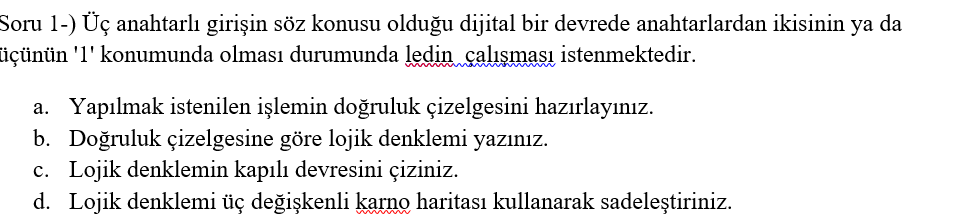 Soru 1-) Üç anahtarlı girişin söz konusu olduğu dijital bir devrede anahtarlardan ikisinin ya da
üçünün '1' konumunda olması durumunda ledin çalışması istenmektedir.
a. Yapılmak istenilen işlemin doğruluk çizelgesini hazırlayınız.
b. Doğruluk çizelgesine göre lojik denklemi yazınız.
c. Lojik denklemin kapılı devresini çiziniz.
d. Lojik denklemi üç değişkenli karno haritası kullanarak sadeleştiriniz.